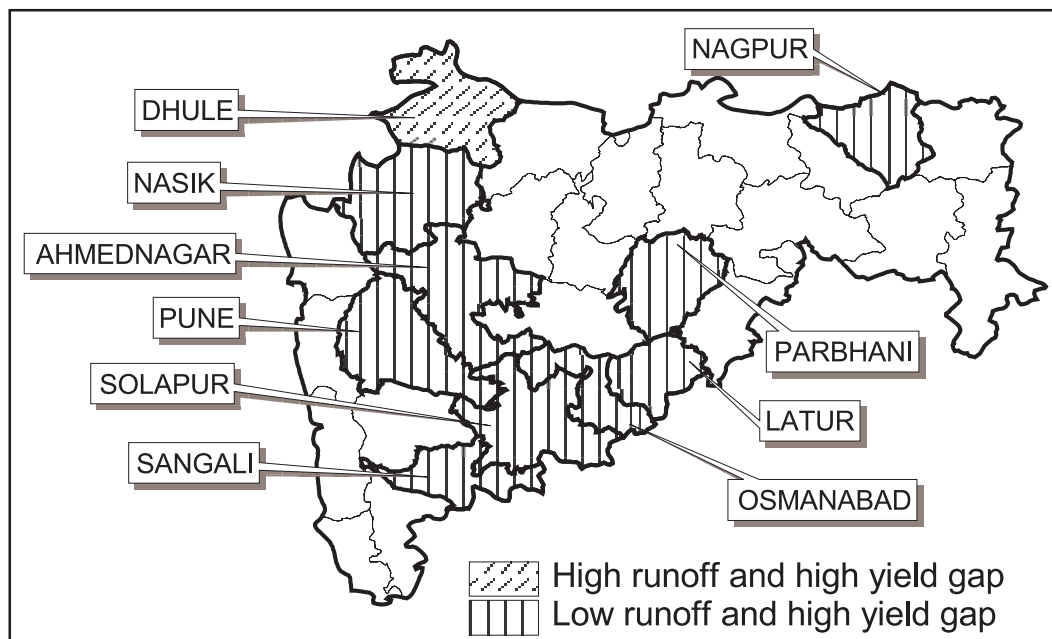 NAGPUR
DHULE
NASIK
AHMEDNAGAR
PUNE
PARBHANI
SOLAPUR
LATUR
SANGALI
OSMANABAD
High runoff and high yield gap
Low runoff and high yield gap